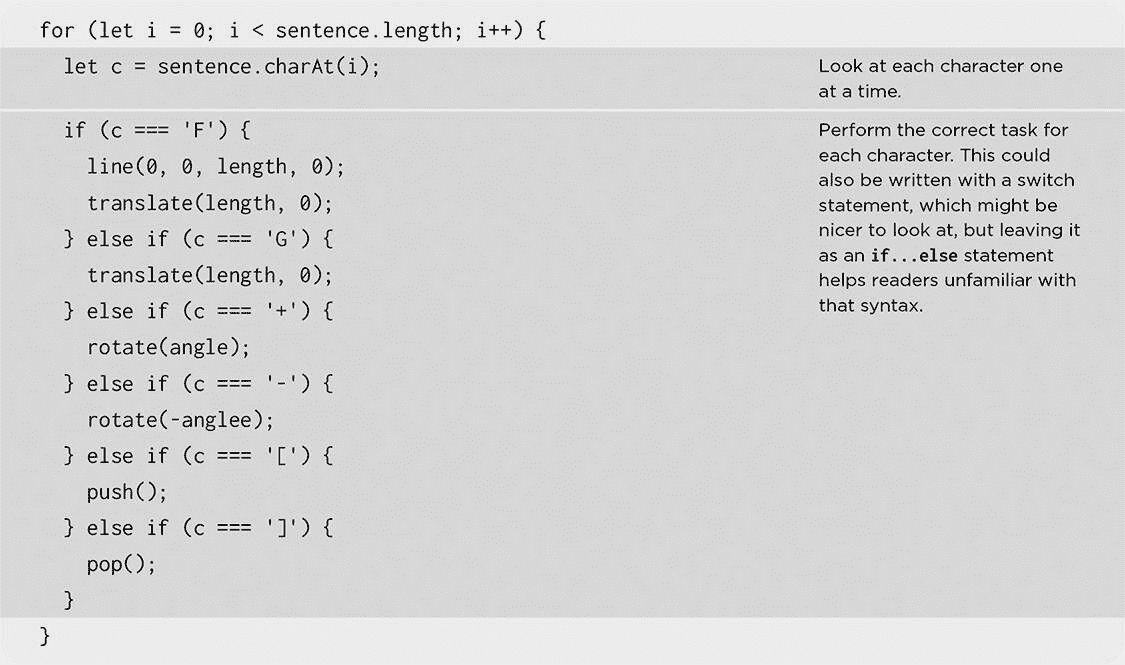 for (let i = 0; i < sentence.length; i++) {
let c = sentence.charAt(i);
Look at each character one
at a time.
if (c === 'F') {
line(0, 0, length, 0);
translate(length, 0);
} else if (c === 'G') {
translate(length, 0);
} else if (c === '+') {
rotate(angle);
} else if (c === '-') {
rotate(-anglee);
} else if (c === '[') {
push();
} else if (c === ']') {
pop();
}
Perform the correct task for
each character. This could
also be written with a switch
statement, which might be
nicer to look at, but leaving it
as an if...else statement
helps readers unfamiliar with
that syntax.
}